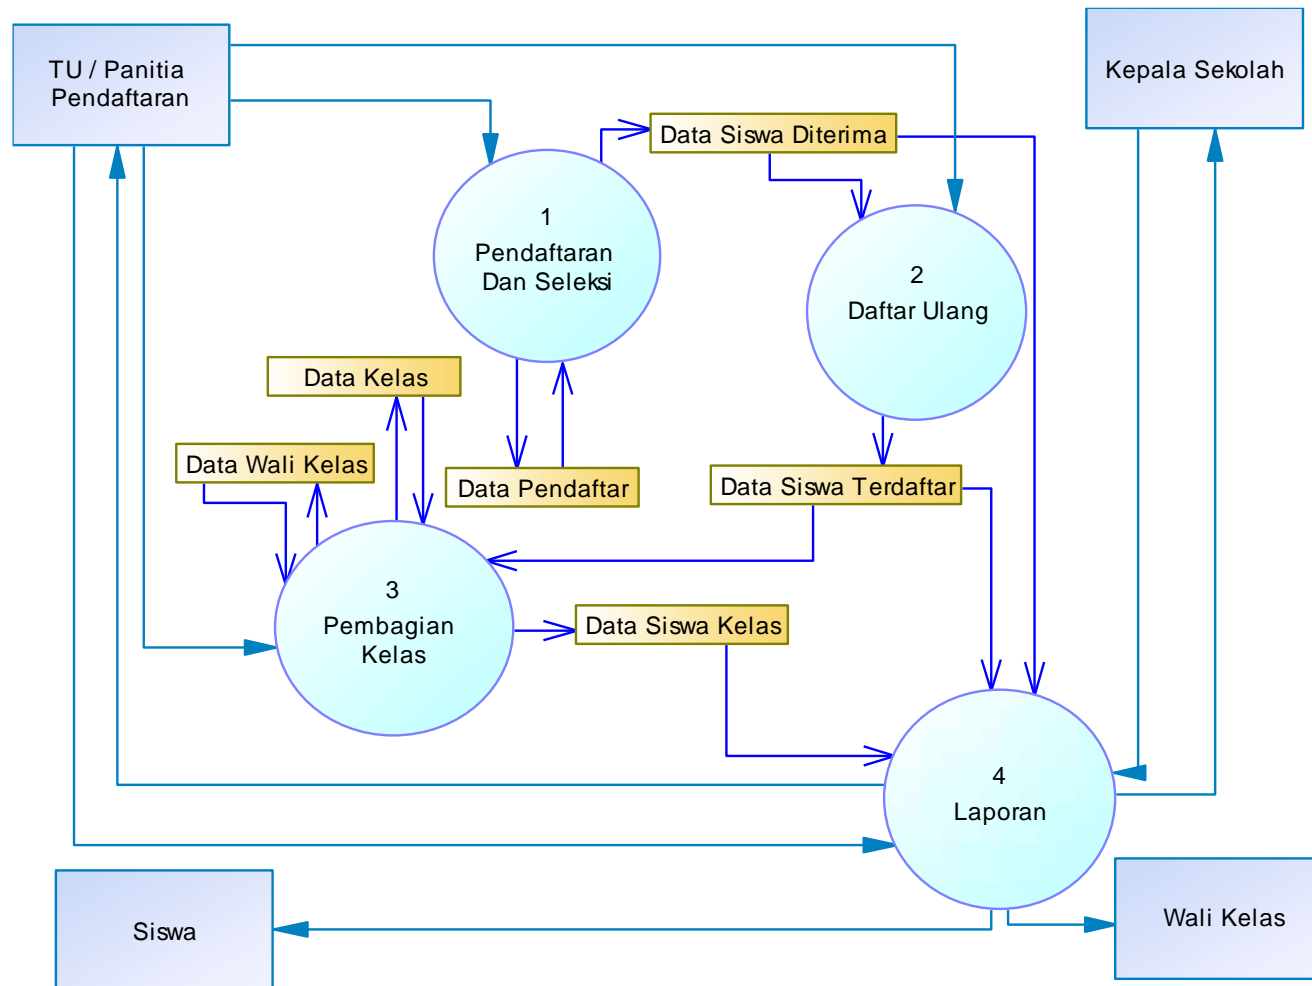 TU / Panitia
Pendaftaran
Kepala Sekolah
Data Siswa Diterima
1
Pendaftaran
Dan Seleksi
2
Daftar Ulang
Data Kelas
Data Wali Kelas
Data Pendaftar
Data Siswa Terdaftar
3
Pembagian
Kelas
Data Siswa Kelas
4
Laporan
Siswa
Wali Kelas